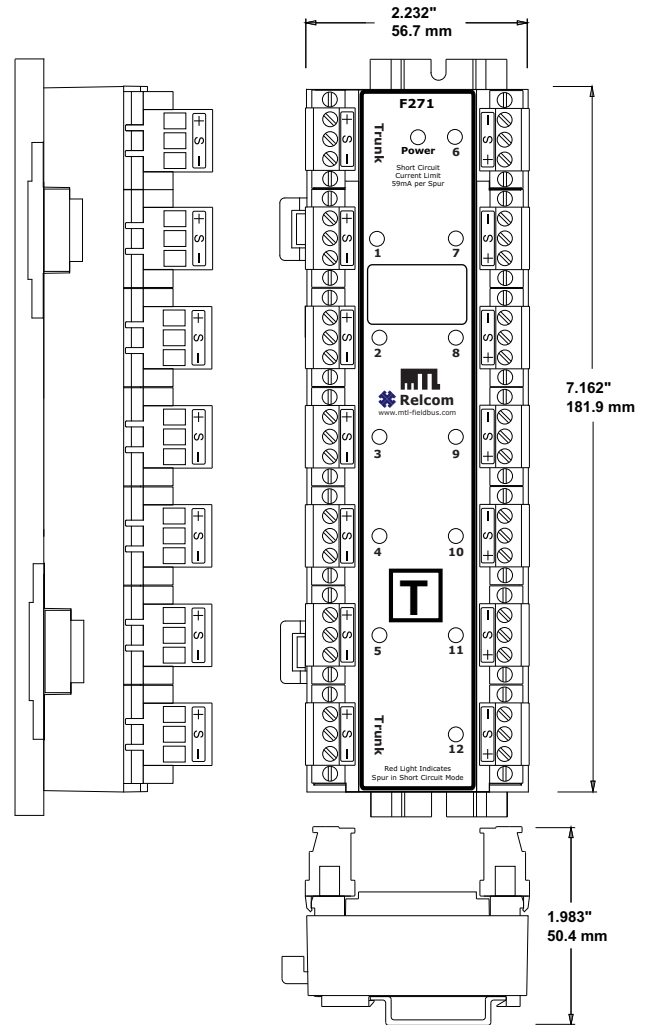 2.232"
56.7 mm
F271
Trunk
Power
6
Short Circuit
Current Limit
59mA per Spur
1
7
2
8
MTL
Relcom
www.mtl-fieldbus.com
3
9
4
10
T
5
11
Trunk
12
Red Light Indicates
Spur in Short Circuit Mode
7.162"
181.9 mm
1.983"
50.4 mm
+ S -
+ S -
+ S -
+ S -
+ S -
+ S -
+ S -
+ S -
+ S -
+ S -
+ S -
+ S -
+ S -
+ S -
- S +
- S +
- S +
- S +
- S +
- S +
- S +